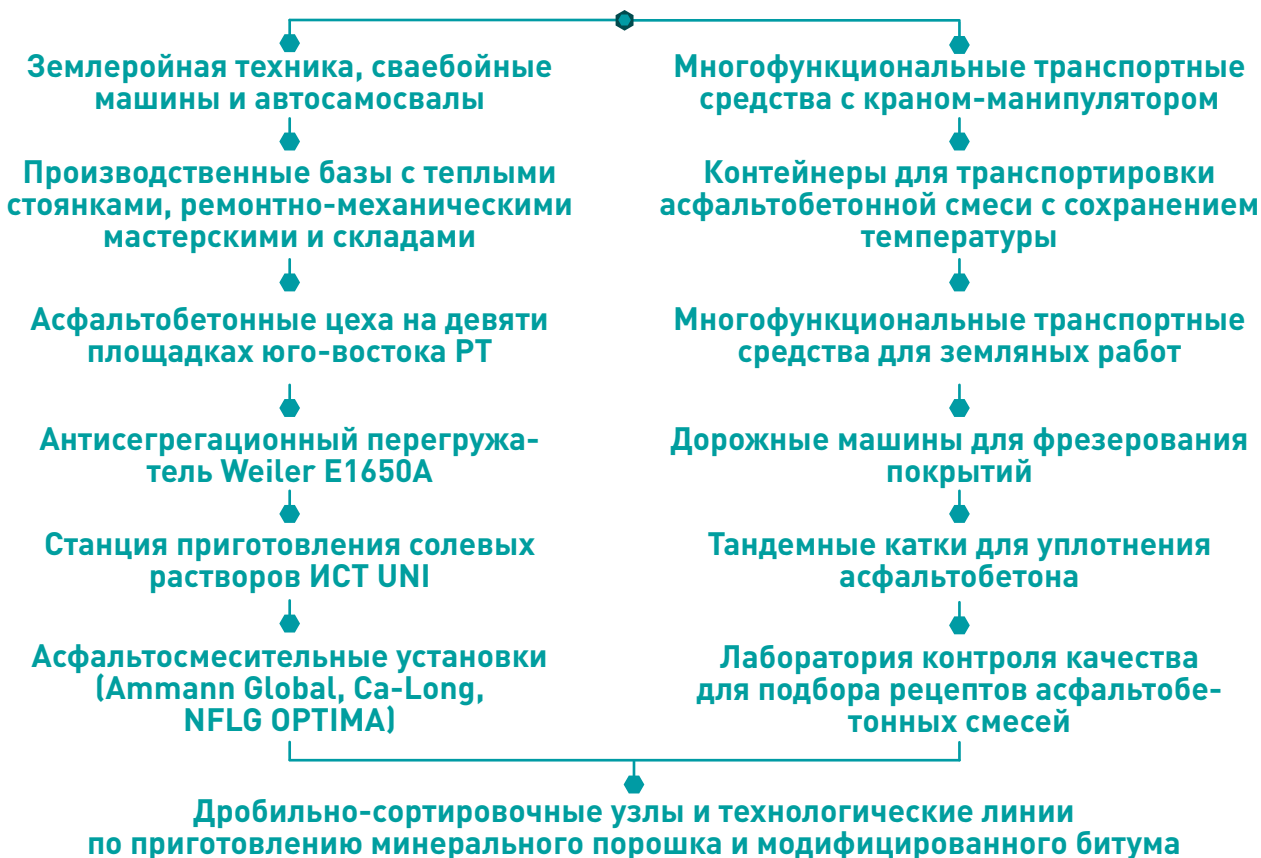 Землеройная техника, сваебойные
машины и автосамосвалы
Производственные базы с теплыми
стоянками, ремонтно-механическими
мастерскими и складами
Асфальтобетонные цеха на девяти
площадках юго-востока РТ
Антисегрегационный перегружа-
тель Weiler E1650A
Станция приготовления солевых
растворов ИСТ UNI
Асфальтосмесительные установки
(Ammann Global, Ca-Long,
NFLG OPTIMA)
Многофункциональные транспортные
средства с краном-манипулятором
Контейнеры для транспортировки
асфальтобетонной смеси с сохранением
температуры
Многофункциональные транспортные
средства для земляных работ
Дорожные машины для фрезерования
покрытий
Тандемные катки для уплотнения
асфальтобетона
Лаборатория контроля качества
для подбора рецептов асфальтобе-
тонных смесей
Дробильно-сортировочные узлы и технологические линии
по приготовлению минерального порошка и модифицированного битума